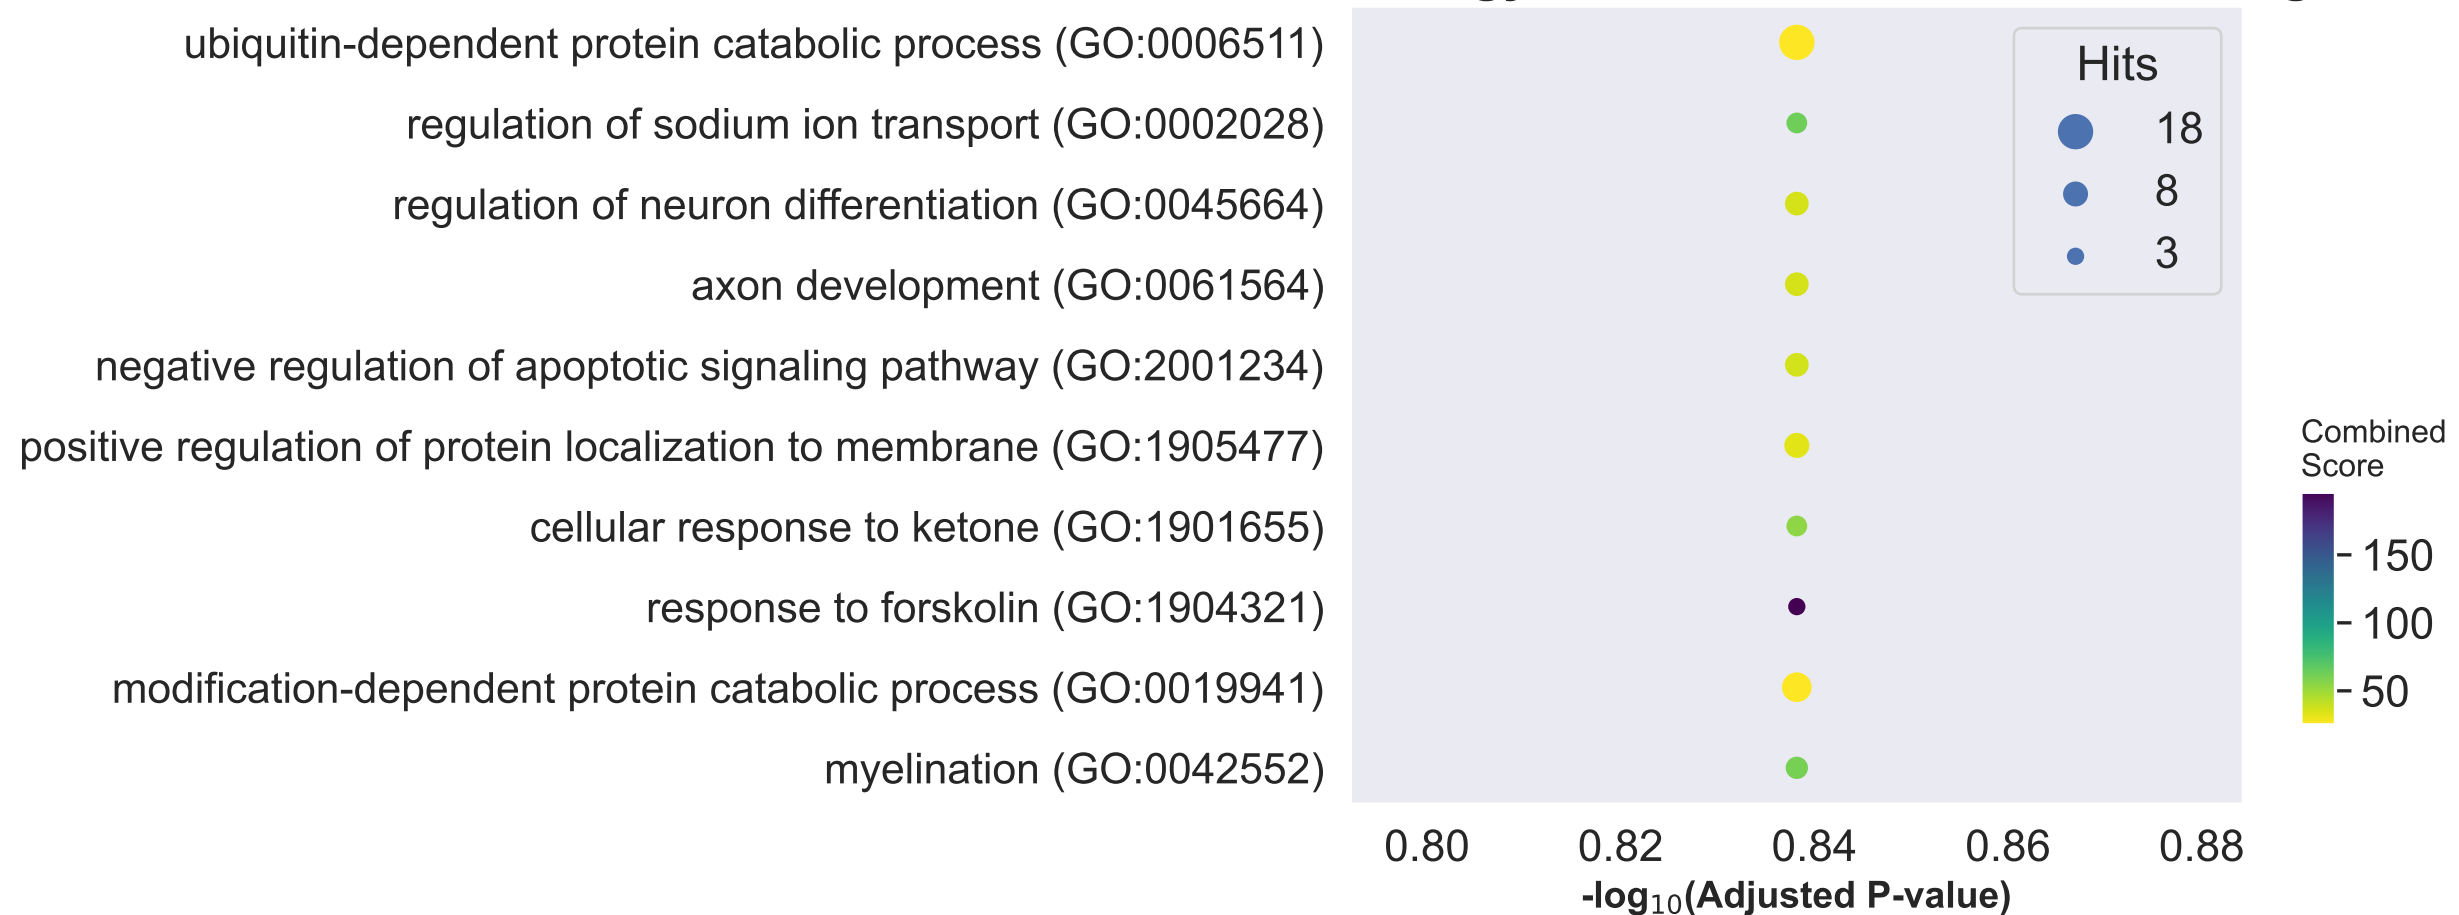 ubiquitin-dependent protein catabolic process (GO:0006511)
regulation of sodium ion transport (GO:0002028)
regulation of neuron differentiation (GO:0045664)
axon development (GO:0061564)
negative regulation of apoptotic signaling pathway (GO:2001234)
positive regulation of protein localization to membrane (GO:1905477)
cellular response to ketone (GO:1901655)
response to forskolin (GO:1904321)
modification-dependent protein catabolic process (GO:0019941)
myelination (GO:0042552)
Hits
18
8
3
Combined
Score
150
100
50
0.80 0.82 0.84 0.86 0.88
-log₁₀(Adjusted P-value)